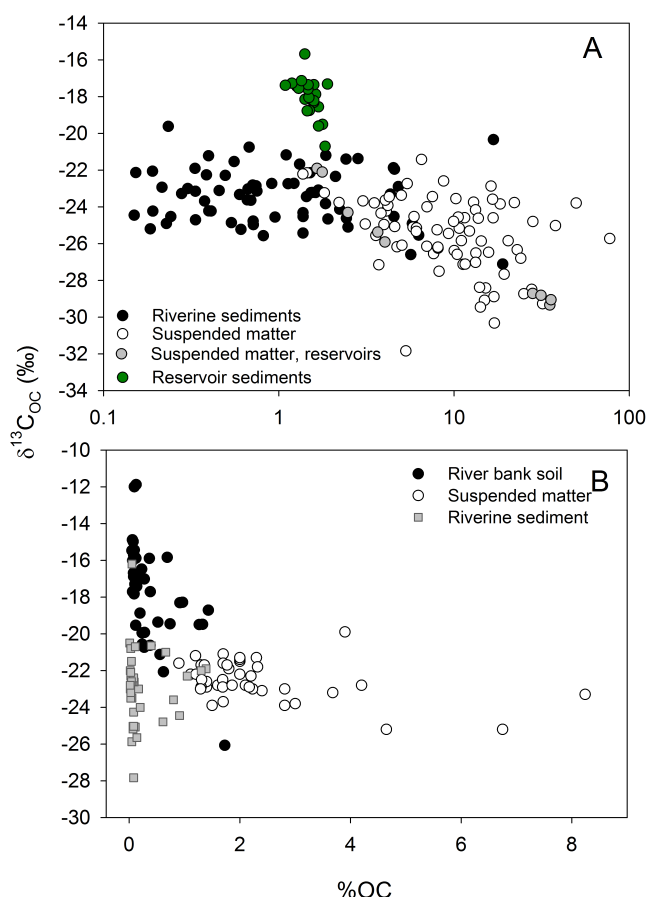 -14
A
-16
-18
-20
-22
-24
-26
-28
-30
-32
-34
Riverine sediments
Suspended matter
Suspended matter, reservoirs
Reservoir sediments
0.1 1 10 100
δ13COC (‰)
-10
B
-12
-14
-16
-18
-20
-22
-24
-26
-28
-30
River bank soil
Suspended matter
Riverine sediment
0 2 4 6 8
%OC